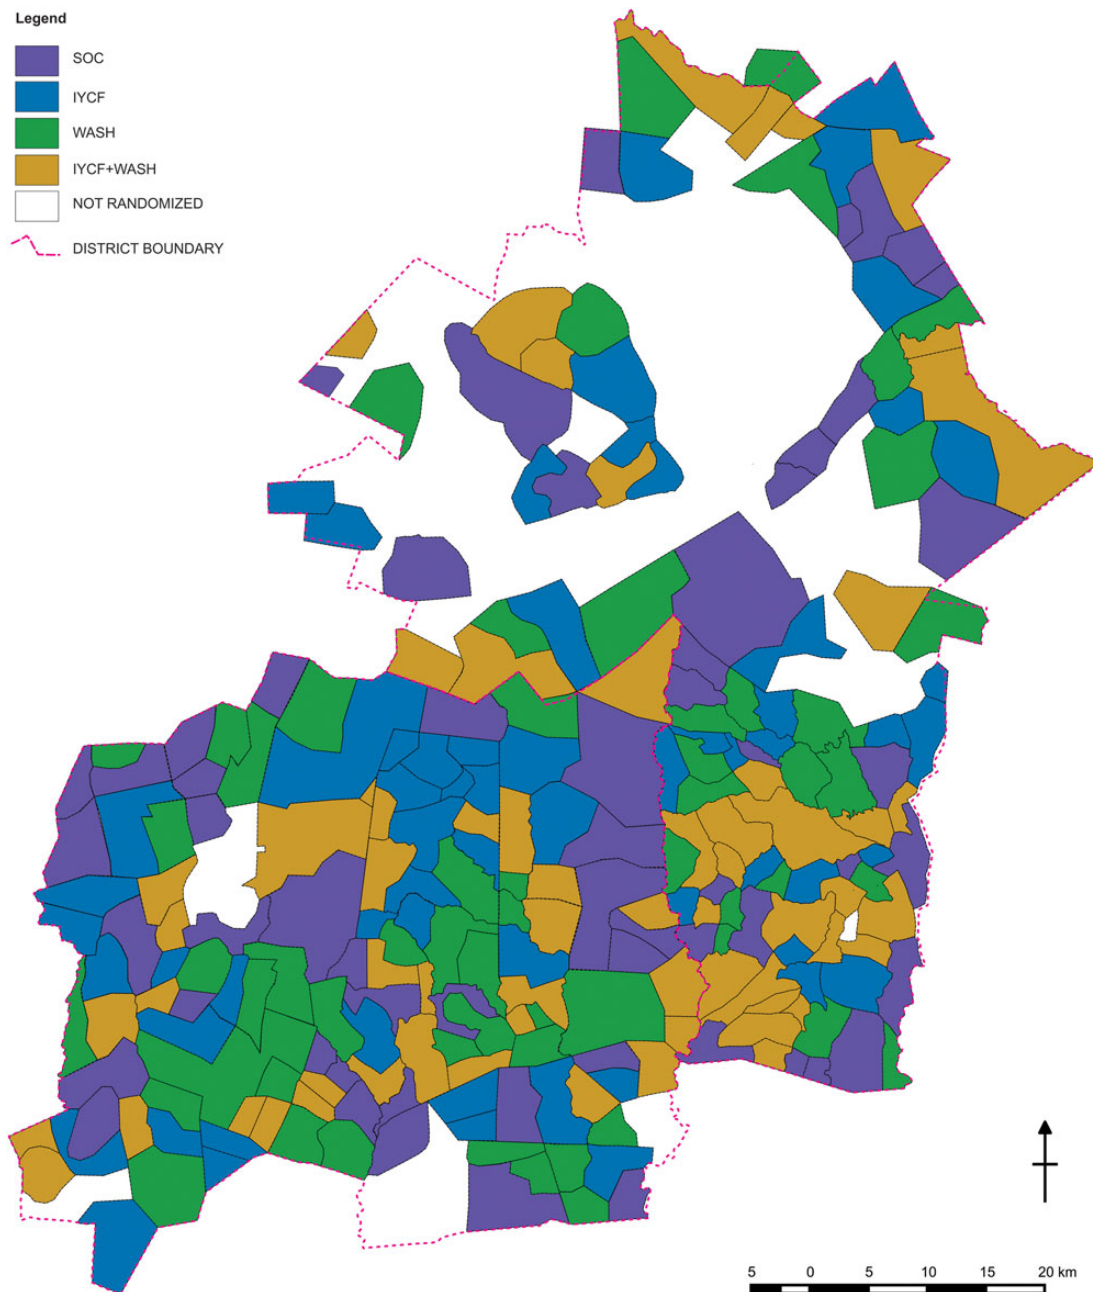 Legend
SOC
IYCF
WASH
IYCF+WASH
NOT RANDOMIZED
DISTRICT BOUNDARY
5 0 5 10 15 20 km